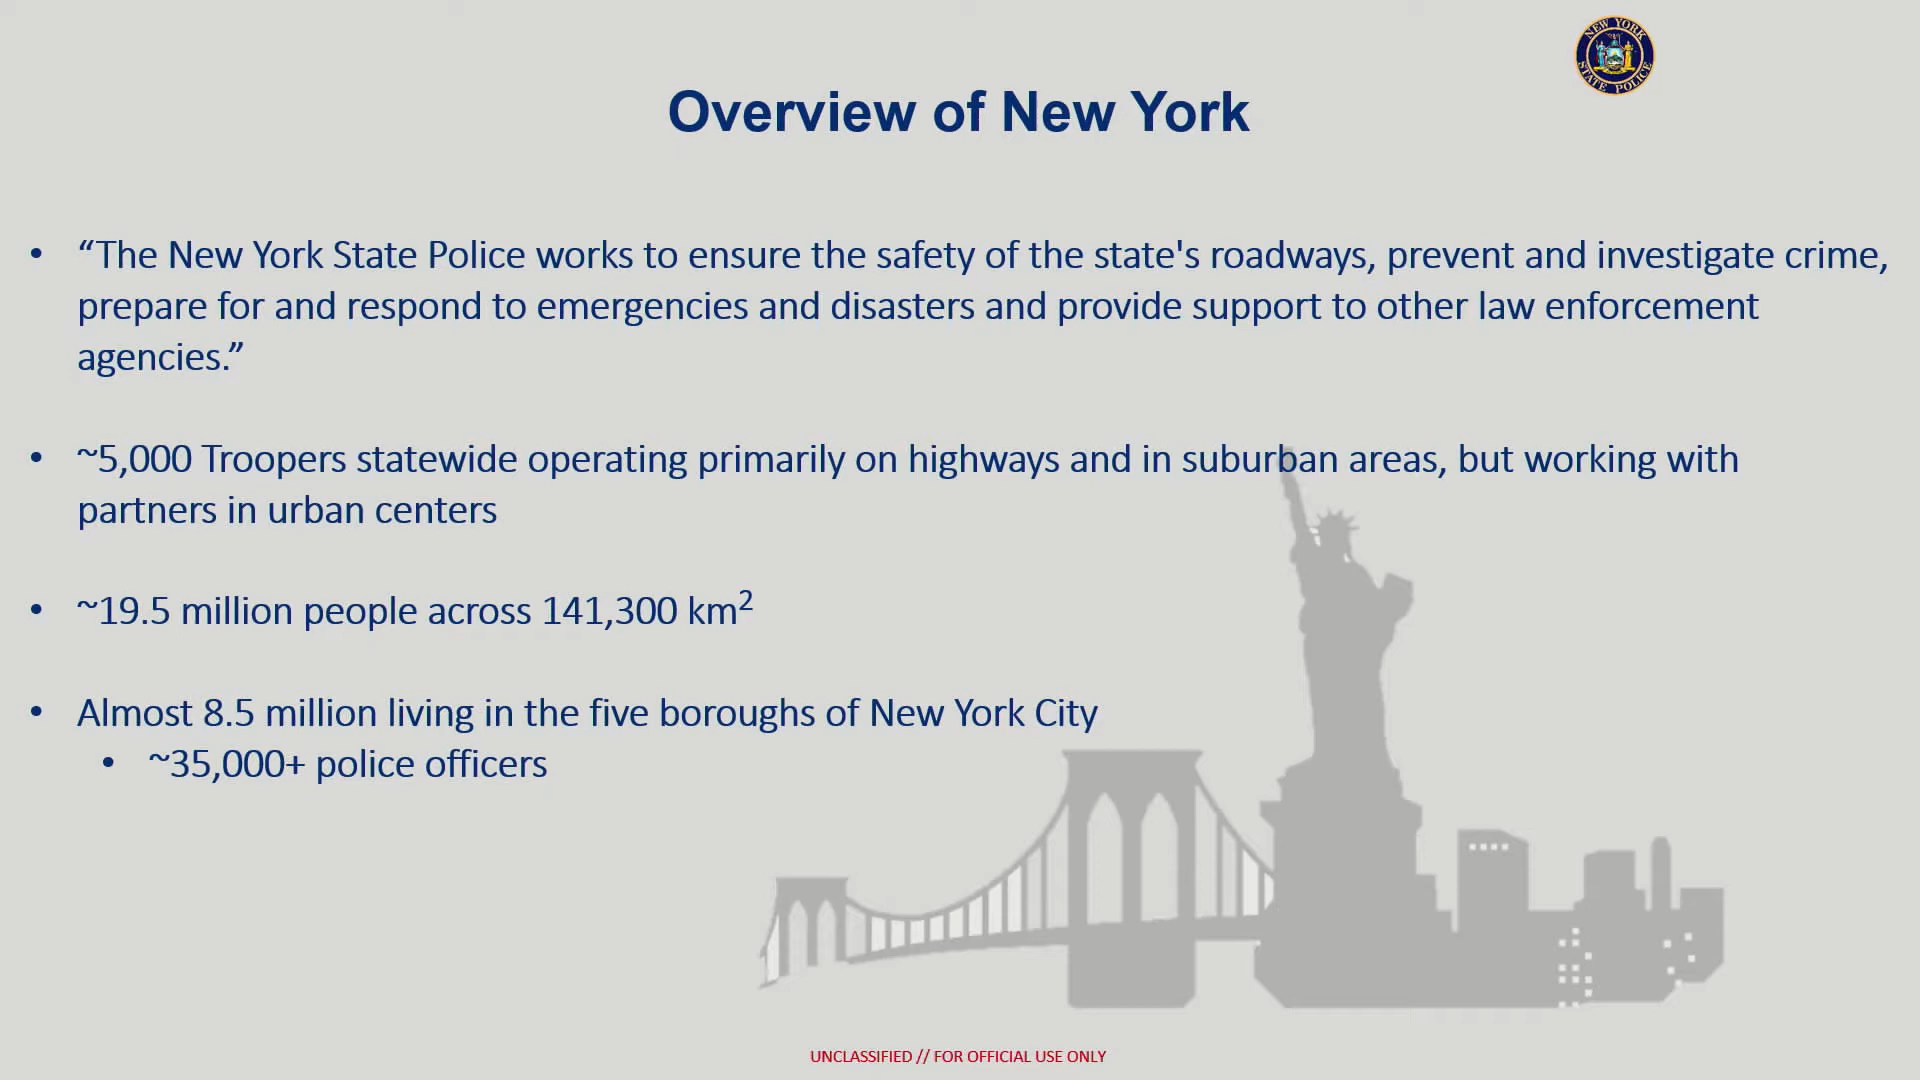 NEW YORK
STATE POLICE
Overview of New York
• “The New York State Police works to ensure the safety of the state's roadways, prevent and investigate crime,
prepare for and respond to emergencies and disasters and provide support to other law enforcement
agencies.”
• ~5,000 Troopers statewide operating primarily on highways and in suburban areas, but working with
partners in urban centers
• ~19.5 million people across 141,300 km²
• Almost 8.5 million living in the five boroughs of New York City
• ~35,000+ police officers
UNCLASSIFIED // FOR OFFICIAL USE ONLY